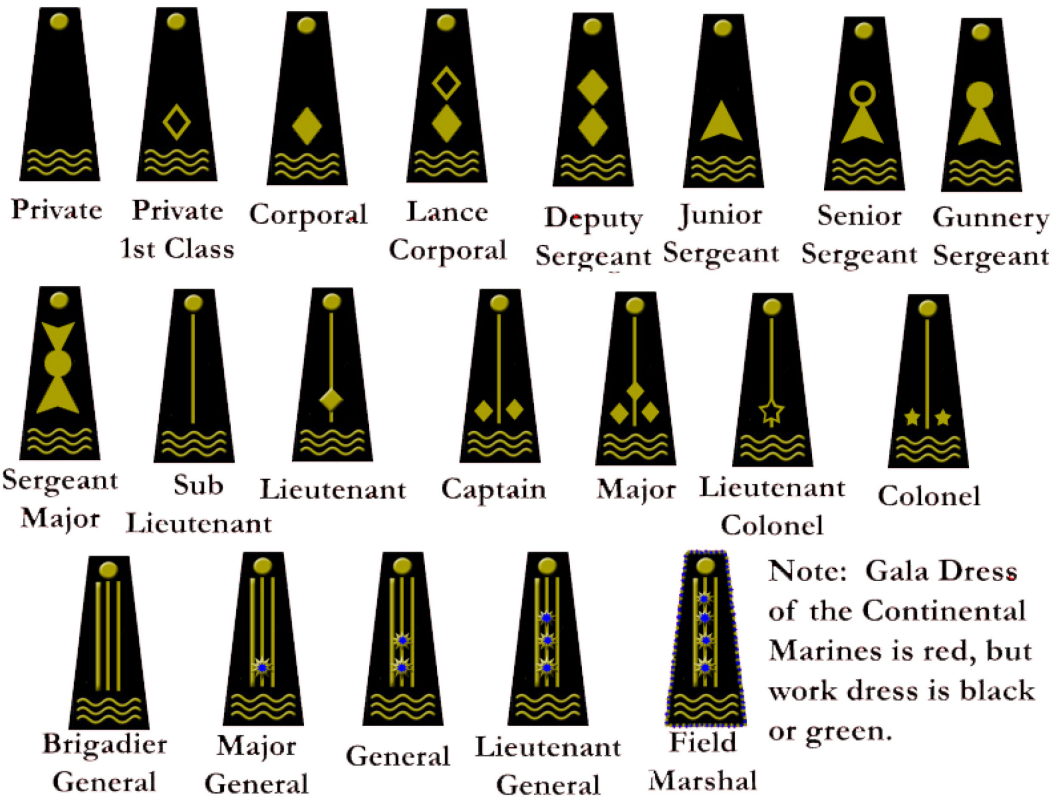 Private
Private
1st Class
Corporal
Lance
Corporal
Deputy
Sergeant
Junior
Sergeant
Senior
Sergeant
Gunnery
Sergeant
Sergeant
Major
Sub
Lieutenant
Lieutenant
Captain
Major
Lieutenant
Colonel
Colonel
Brigadier
General
Major
General
General
Lieutenant
General
Field
Marshal
Note: Gala Dress
of the Continental
Marines is red, but
work dress is black
or green.